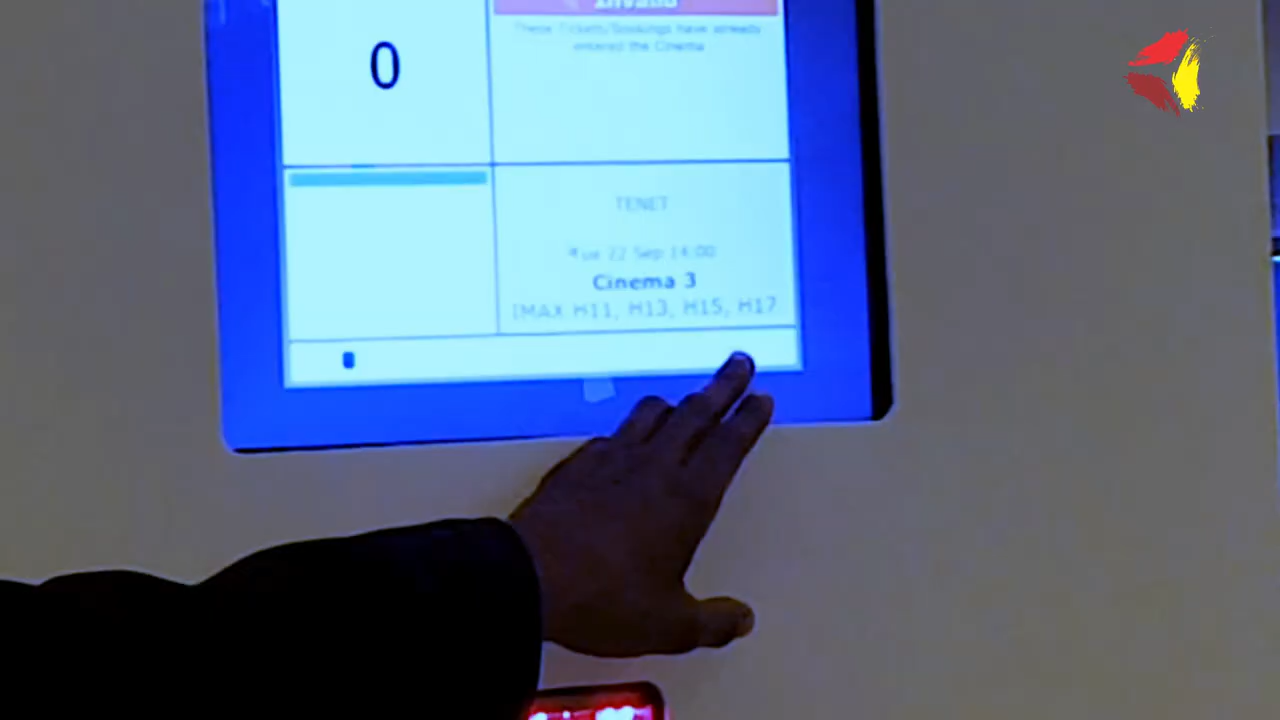 Invalid
These Tickets/Bookings have already
entered the Cinema
0
TENET
Tue 22 Sep 14:00
Cinema 3
IMAX H11, H13, H15, H17